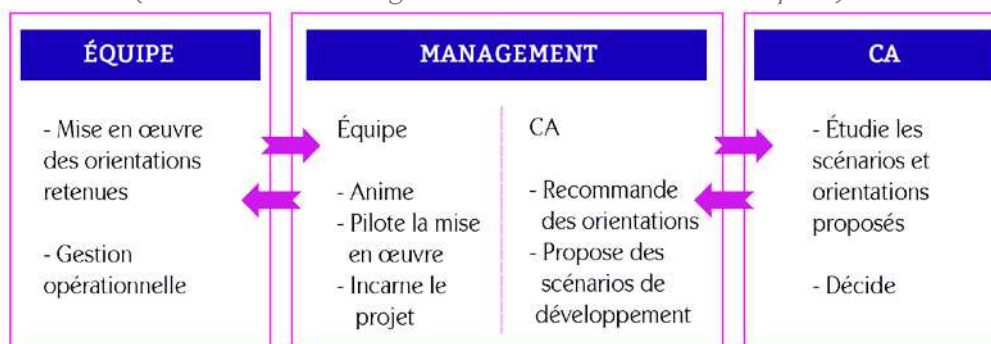 ÉQUIPE
- Mise en œuvre
des orientations
retenues
- Gestion
opérationnelle
MANAGEMENT
Équipe
- Anime
- Pilote la mise
en œuvre
- Incarne le
projet
CA
- Recommande
des orientations
- Propose des
scénarios de
développement
CA
- Étudie les
scénarios et
orientations
proposés
- Décide